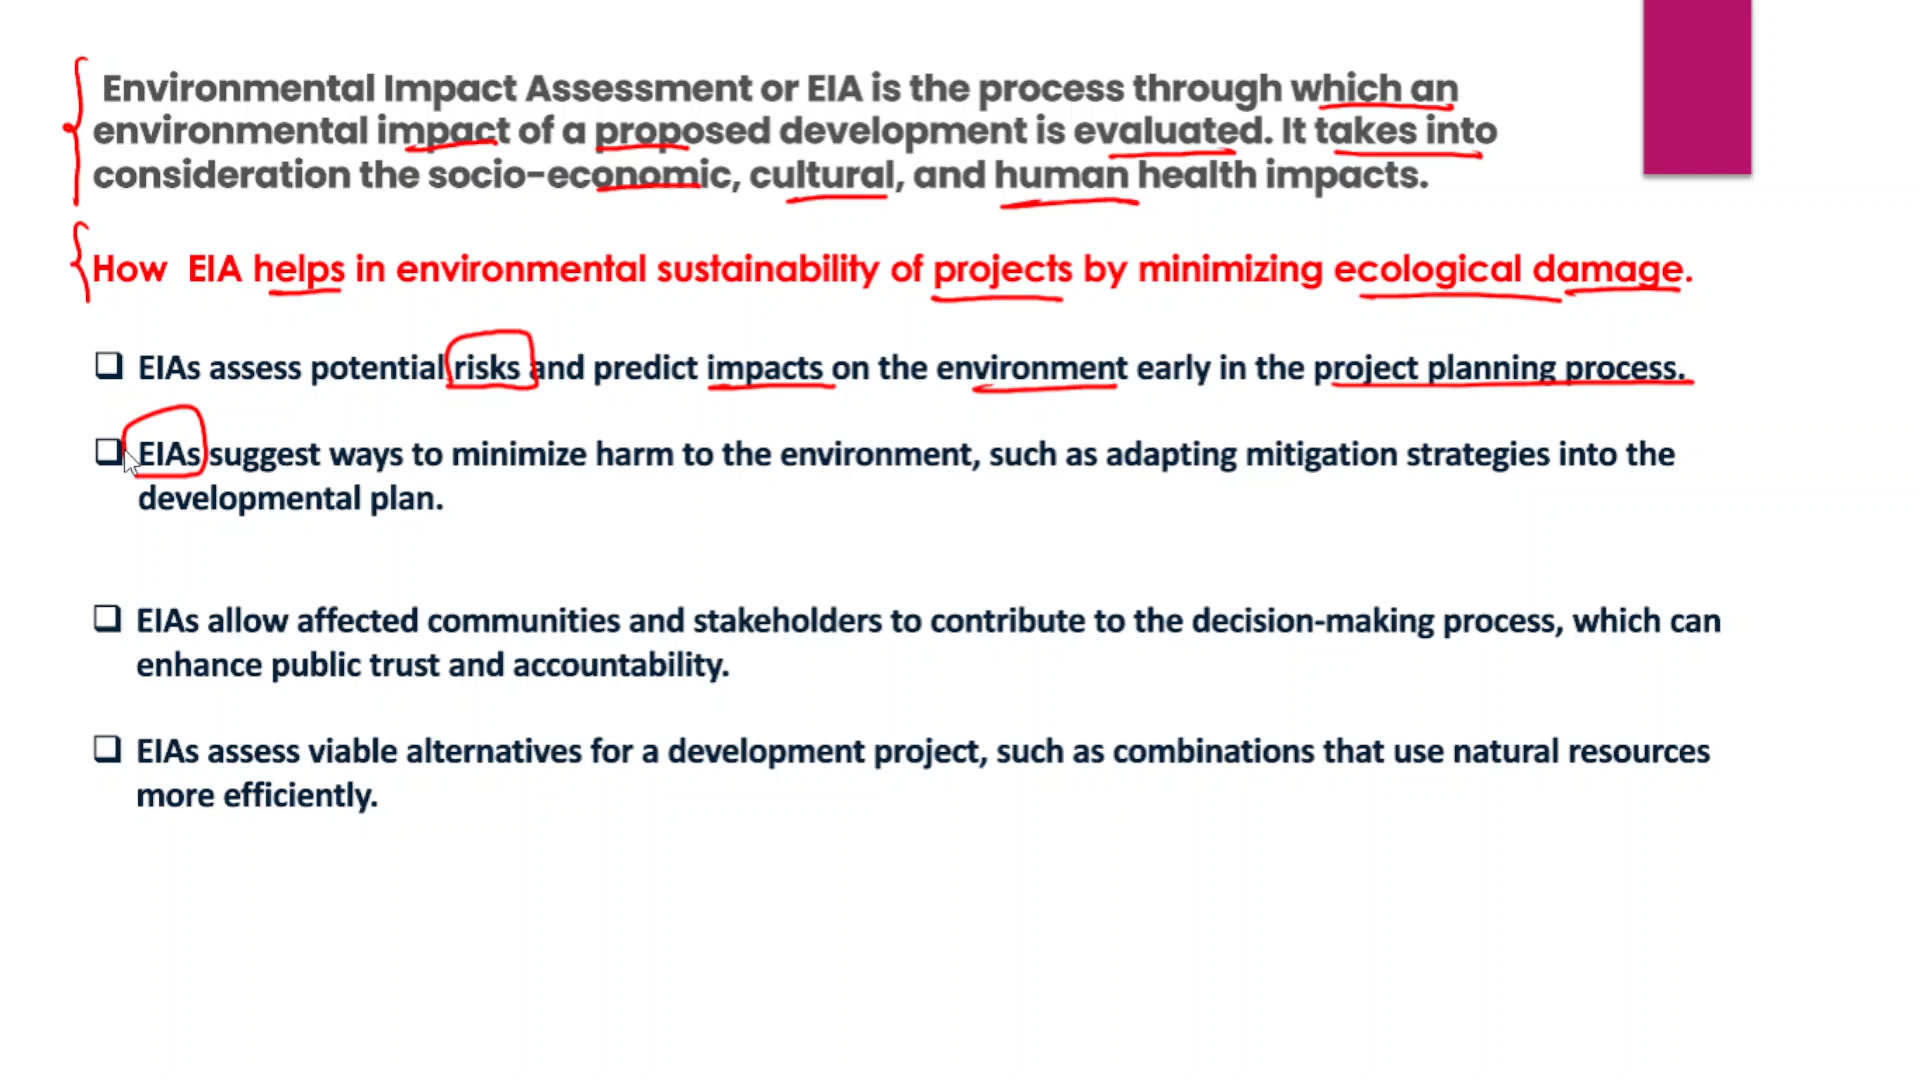 Environmental Impact Assessment or EIA is the process through which an
environmental impact of a proposed development is evaluated. It takes into
consideration the socio-economic, cultural, and human health impacts.
How EIA helps in environmental sustainability of projects by minimizing ecological damage.
❑ EIAs assess potential risks and predict impacts on the environment early in the project planning process.
❑ EIAs suggest ways to minimize harm to the environment, such as adapting mitigation strategies into the
developmental plan.
❑ EIAs allow affected communities and stakeholders to contribute to the decision-making process, which can
enhance public trust and accountability.
❑ EIAs assess viable alternatives for a development project, such as combinations that use natural resources
more efficiently.